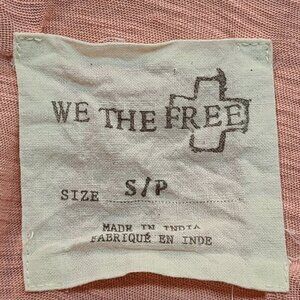 WE THE FREE
SIZE S/P
MADE IN INDIA
FABRIQUÉ EN INDE